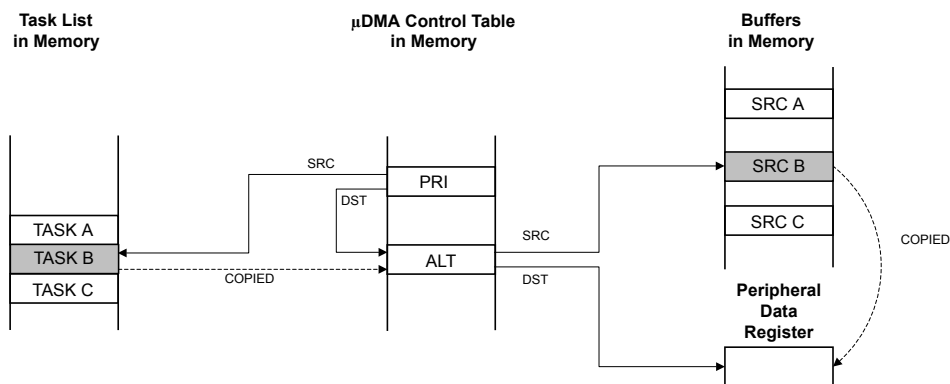 Task List
in Memory
μDMA Control Table
in Memory
Buffers
in Memory
SRC A
SRC
PRI
SRC B
DST
TASK A
SRC C
SRC
COPIED
TASK B
ALT
COPIED
DST
TASK C
Peripheral
Data
Register